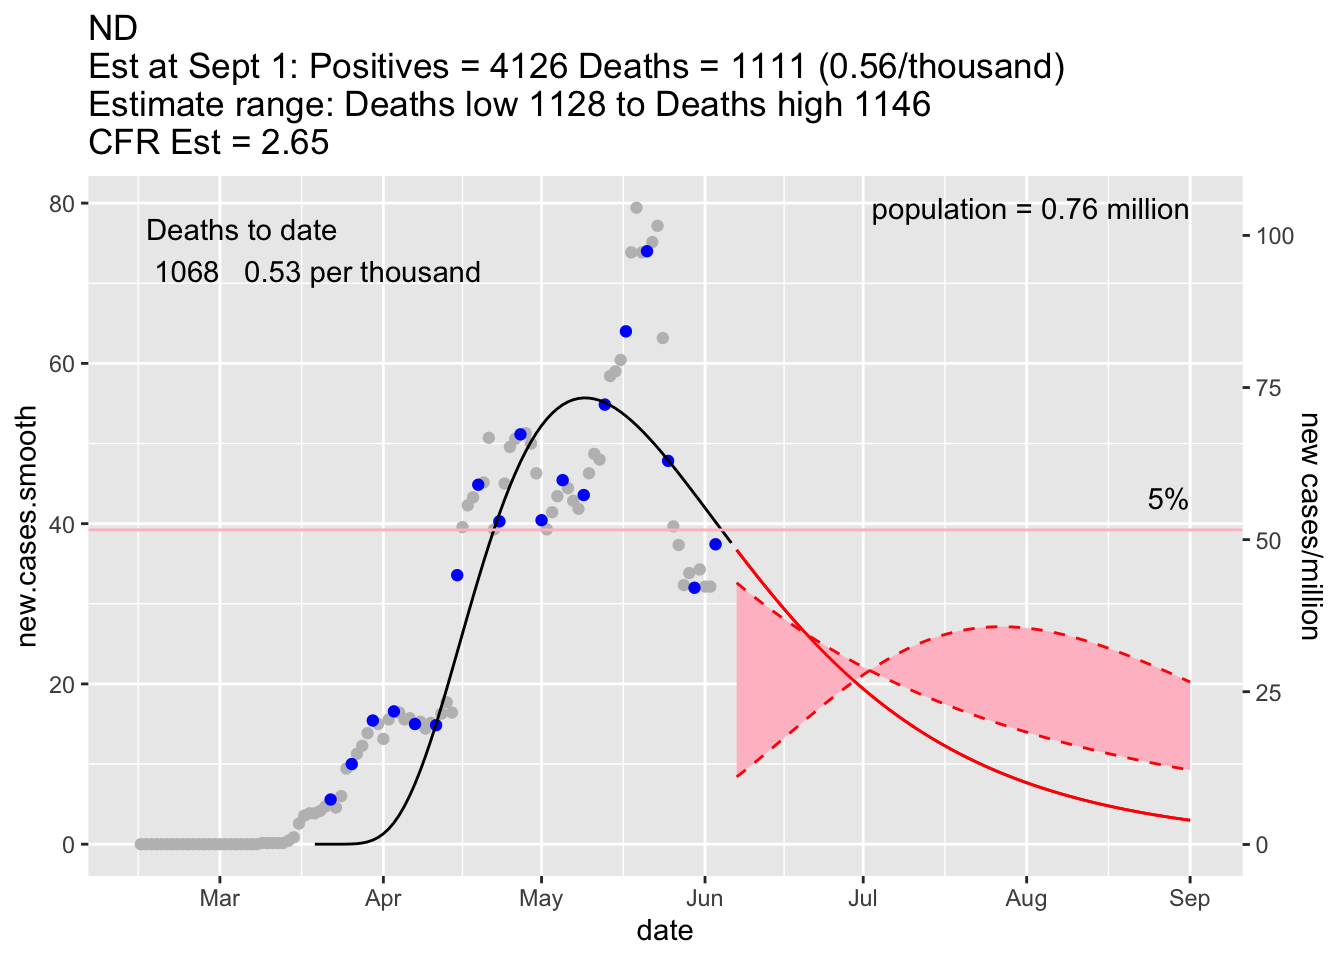 ND
Est at Sept 1: Positives = 4126 Deaths = 1111 (0.56/thousand)
Estimate range: Deaths low 1128 to Deaths high 1146
CFR Est = 2.65
Deaths to date
1068 0.53 per thousand
population = 0.76 million
5%
80
60
40
20
0
new.cases.smooth
100
75
50
25
0
new cases/million
Mar Apr May Jun Jul Aug Sep
date